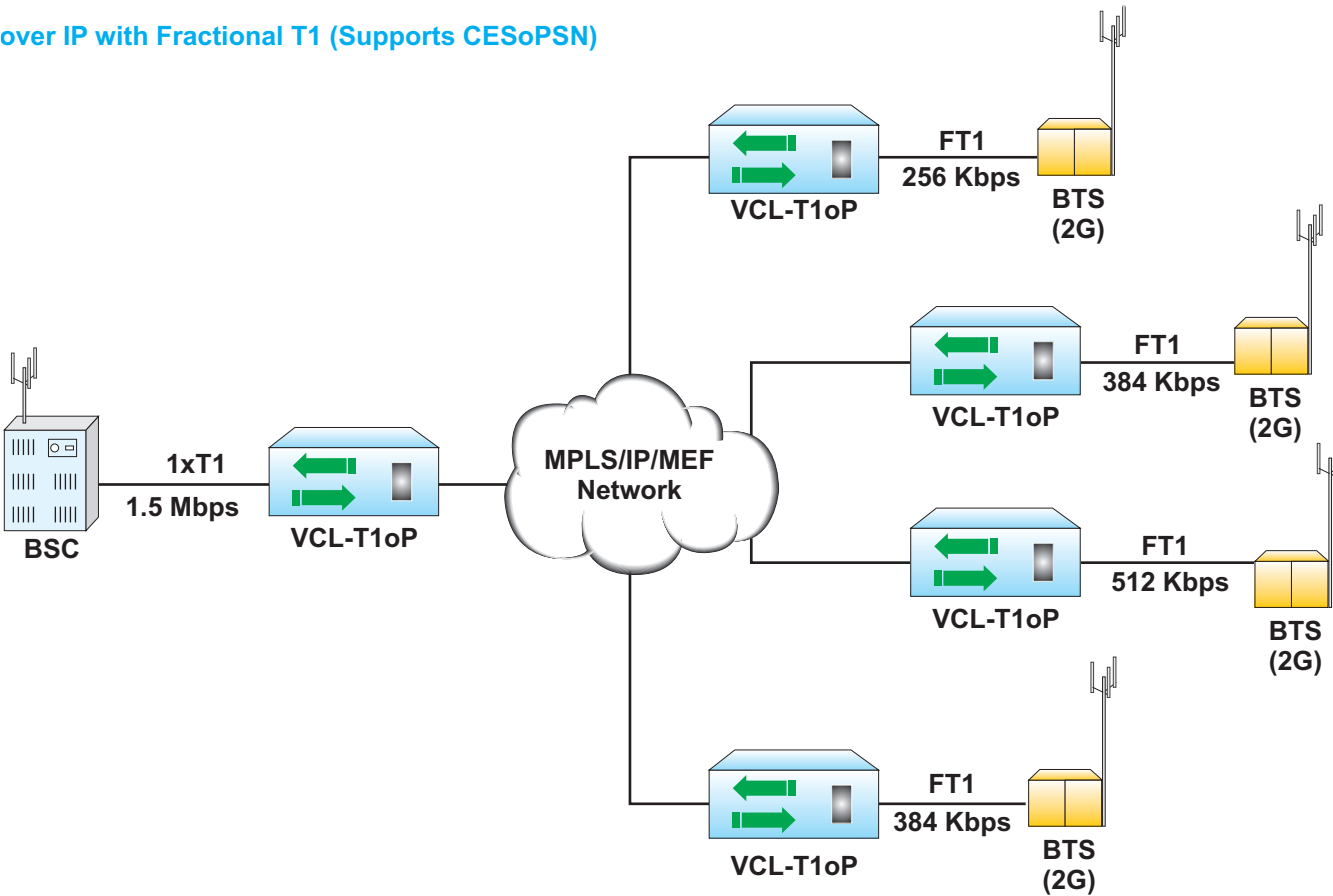 over IP with Fractional T1 (Supports CESoPSN)
FT1
256 Kbps
VCL-T1oP
BTS
(2G)
FT1
384 Kbps
VCL-T1oP
BTS
(2G)
1xT1
1.5 Mbps
BSC
VCL-T1oP
MPLS/IP/MEF
Network
FT1
512 Kbps
VCL-T1oP
BTS
(2G)
FT1
384 Kbps
VCL-T1oP
BTS
(2G)